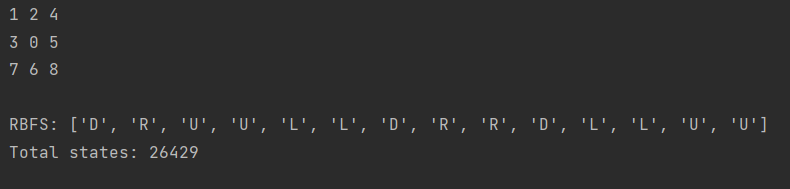 1 2 4
3 0 5
7 6 8
RBFS: ['D', 'R', 'U', 'U', 'L', 'L', 'D', 'R', 'R', 'D', 'L', 'L', 'U', 'U']
Total states: 26429